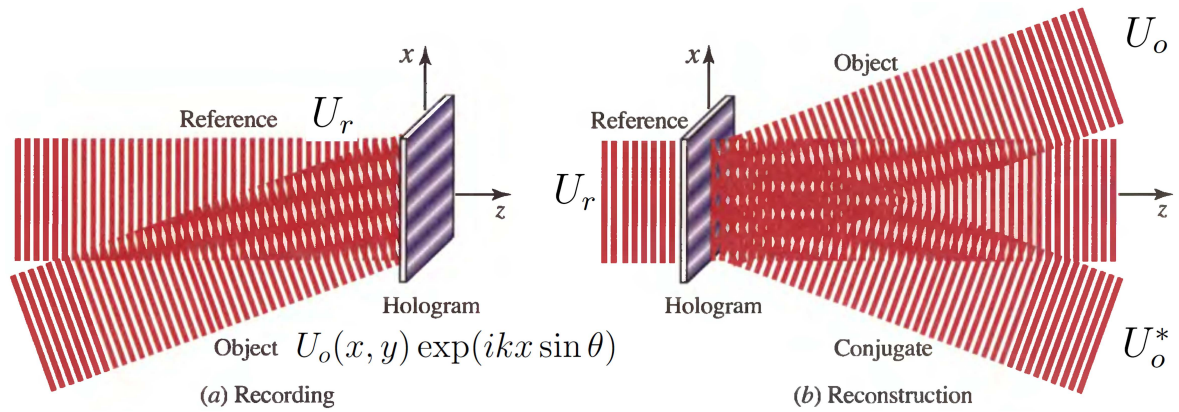 x
Reference U_r
z
Hologram
Object U_o(x, y) exp(ikx sin θ)
(a) Recording
x
Object U_o
Reference
U_r
z
Hologram
Conjugate U_o^*
(b) Reconstruction